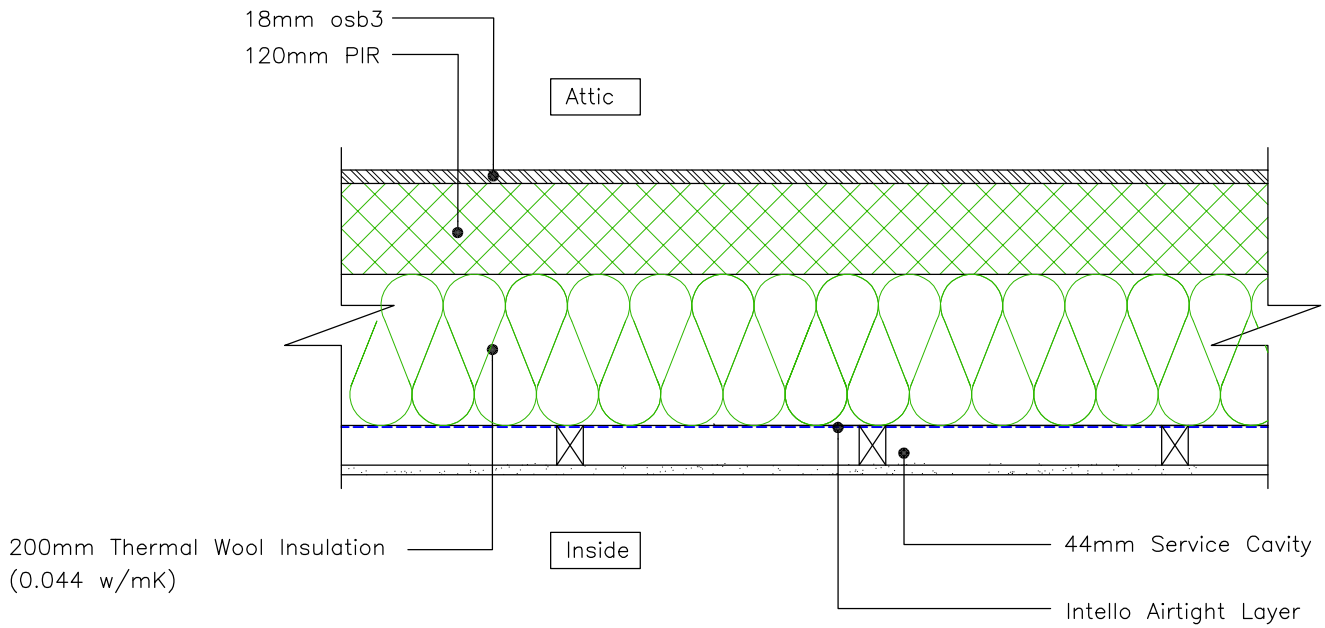 18mm osb3
120mm PIR
Attic
200mm Thermal Wool Insulation
(0.044 w/mK)
Inside
44mm Service Cavity
Intello Airtight Layer